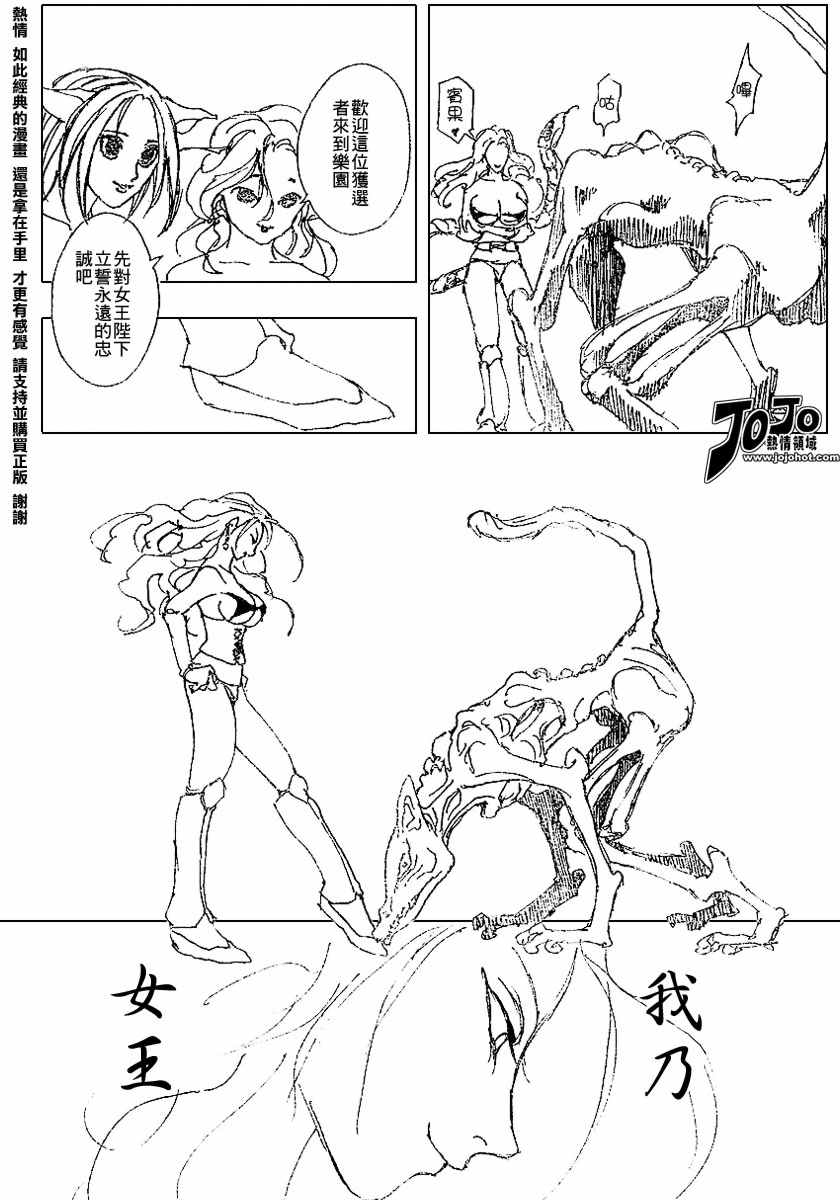 熱情 如此經典的漫畫 還是拿在手里 才更有感覺 請支持並購買正版 謝謝
嗶
咕
賓果♥
歡迎這位獲選
者來到樂園
先對女王陛下
立誓永遠的忠
誠吧
JOJO
熱情領域
www.jojohot.com
我乃
女王